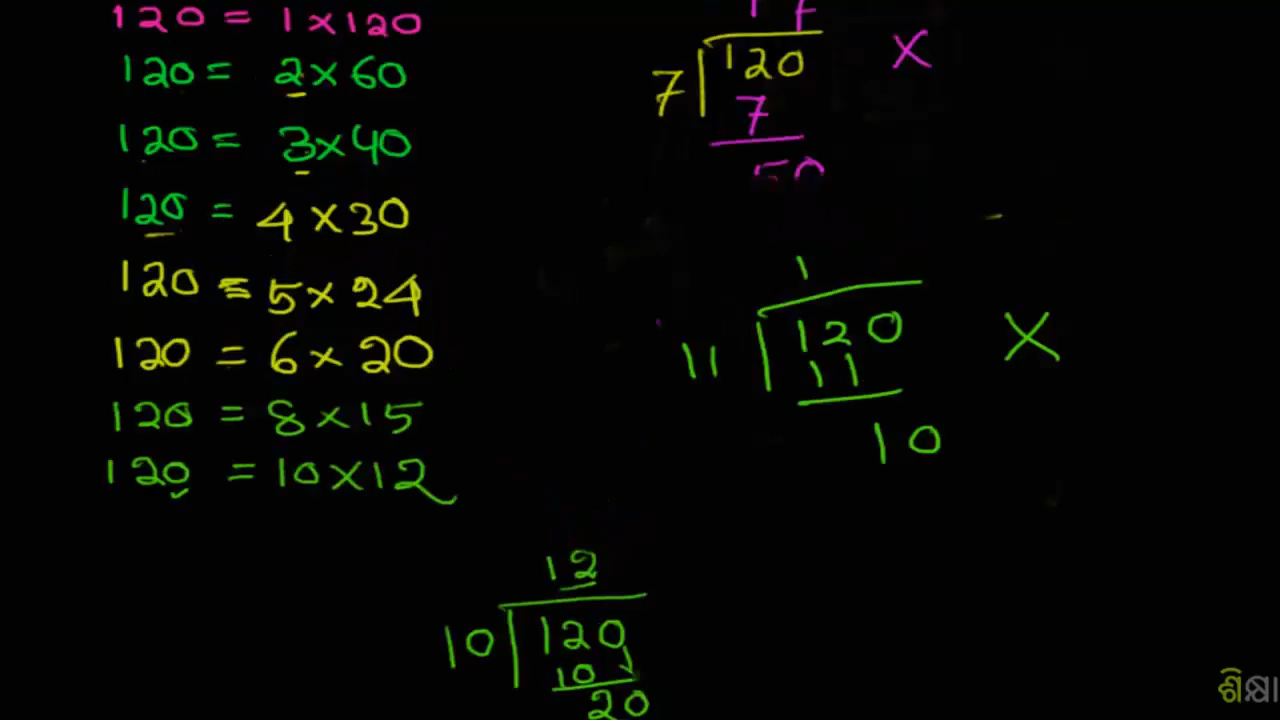 120 = 1 x 120
120 = 2 x 60
120 = 3 x 40
120 = 4 x 30
120 = 5 x 24
120 = 6 x 20
120 = 8 x 15
120 = 10 x 12
7 120 X
7
50
1
11 120 X
11
10
12
10 120
10
20
ଶିକ୍ଷା